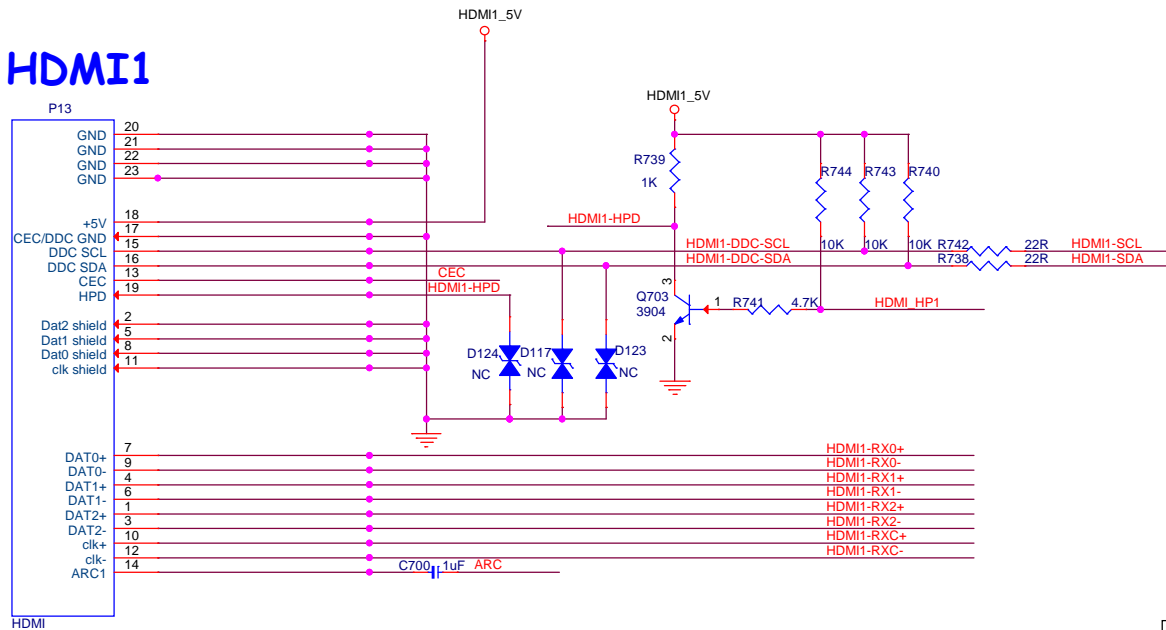 HDMI1_5V
HDMI1
P13
HDMI1_5V
GND 20
GND 21
GND 22
GND 23
R739
1K
R744 R743 R740
+5V 18
CEC/DDC GND 17
HDMI1-HPD
DDC SCL 15 HDMI1-DDC-SCL 10K 10K 10K R742 22R HDMI1-SCL
DDC SDA 16 HDMI1-DDC-SDA R738 22R HDMI1-SDA
CEC 13 CEC
HPD 19 HDMI1-HPD
3
Q703
3904
1 R741 4.7K HDMI_HP1
2
Dat2 shield 2
Dat1 shield 5
Dat0 shield 8
clk shield 11
D124 D117 D123
NC NC NC
DAT0+ 7 HDMI1-RX0+
DAT0- 9 HDMI1-RX0-
DAT1+ 4 HDMI1-RX1+
DAT1- 6 HDMI1-RX1-
DAT2+ 1 HDMI1-RX2+
DAT2- 3 HDMI1-RX2-
clk+ 10 HDMI1-RXC+
clk- 12 HDMI1-RXC-
ARC1 14 C700 1uF ARC
HDMI